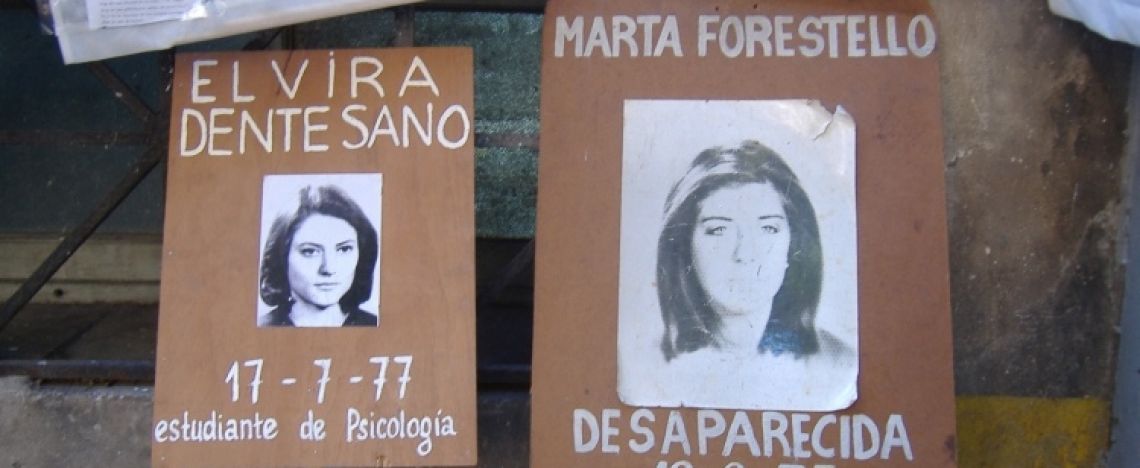 ELVIRA
DENTESANO
17-7-77
estudiante de Psicología
MARTA FORESTELLO
DESAPARECIDA